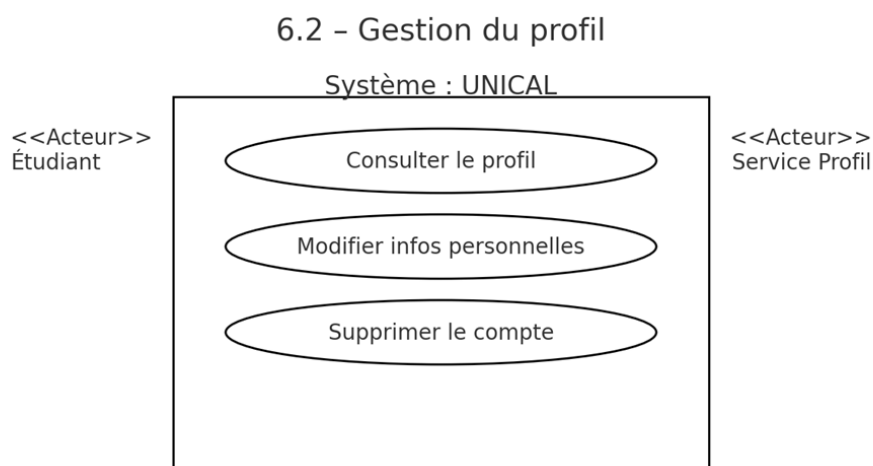 6.2 – Gestion du profil
Système : UNICAL
<<Acteur>>
Étudiant
Consulter le profil
<<Acteur>>
Service Profil
Modifier infos personnelles
Supprimer le compte